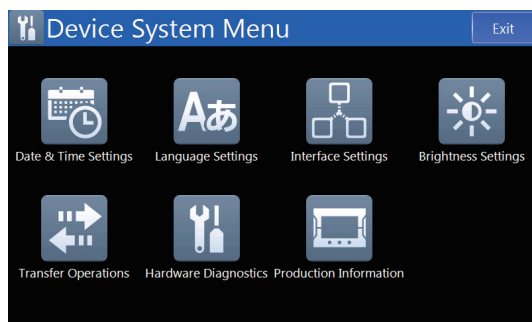 Device System Menu
Exit
Aあ
Date & Time Settings
Language Settings
Interface Settings
Brightness Settings
Transfer Operations
Hardware Diagnostics
Production Information